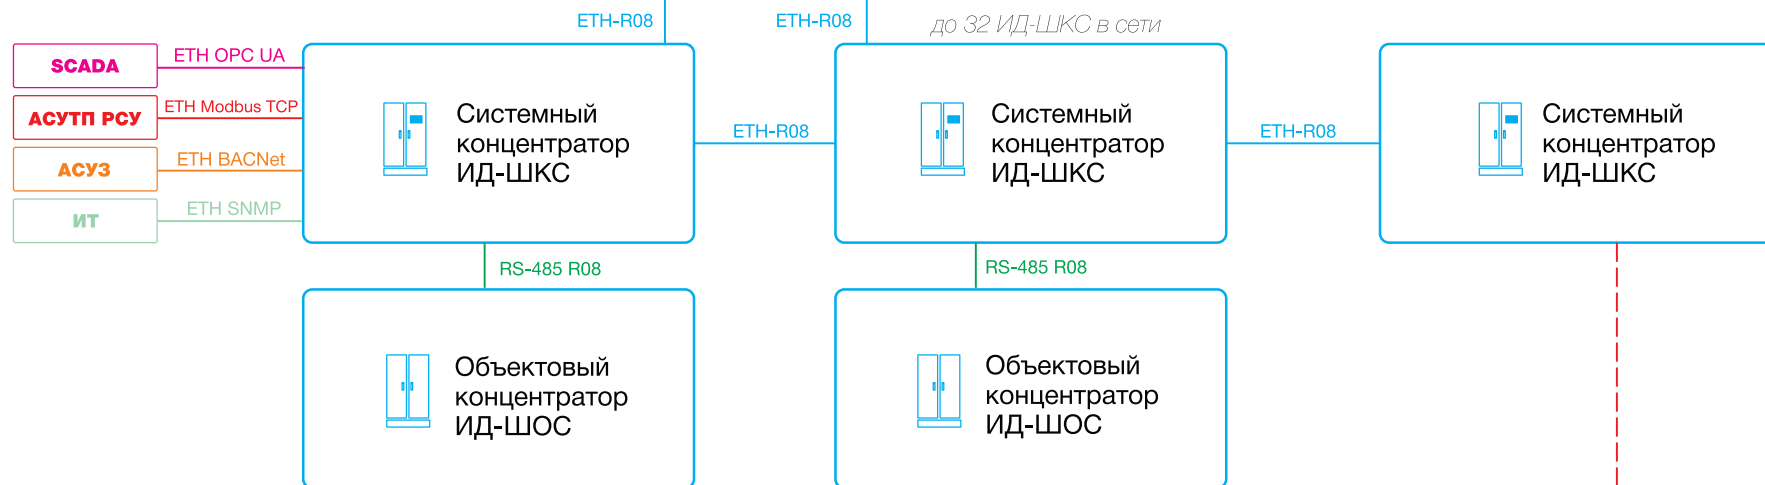 ETH-R08
ETH-R08
до 32 ИД-ШКС в сети
SCADA
ETH OPC UA
АСУТП РСУ
ETH Modbus TCP
АСУЗ
ETH BACNet
ИТ
ETH SNMP
Системный
концентратор
ИД-ШКС
ETH-R08
Системный
концентратор
ИД-ШКС
ETH-R08
Системный
концентратор
ИД-ШКС
RS-485 R08
RS-485 R08
Объектовый
концентратор
ИД-ШОС
Объектовый
концентратор
ИД-ШОС